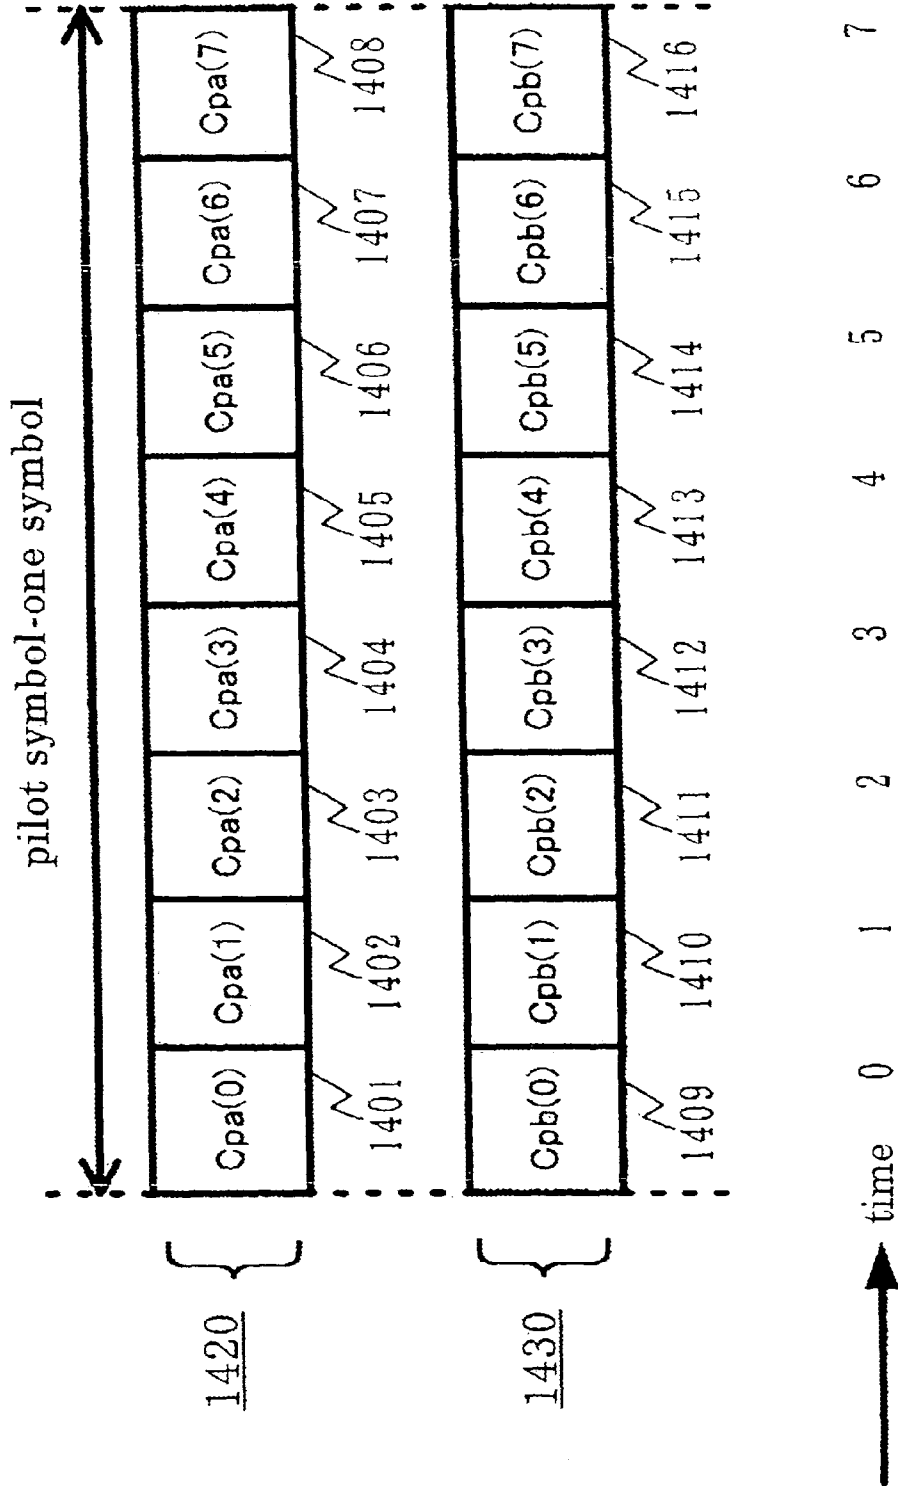 pilot symbol-one symbol
1420
Cpa(0) Cpa(1) Cpa(2) Cpa(3) Cpa(4) Cpa(5) Cpa(6) Cpa(7)
1401 1402 1403 1404 1405 1406 1407 1408
1430
Cpb(0) Cpb(1) Cpb(2) Cpb(3) Cpb(4) Cpb(5) Cpb(6) Cpb(7)
1409 1410 1411 1412 1413 1414 1415 1416
time 0 1 2 3 4 5 6 7